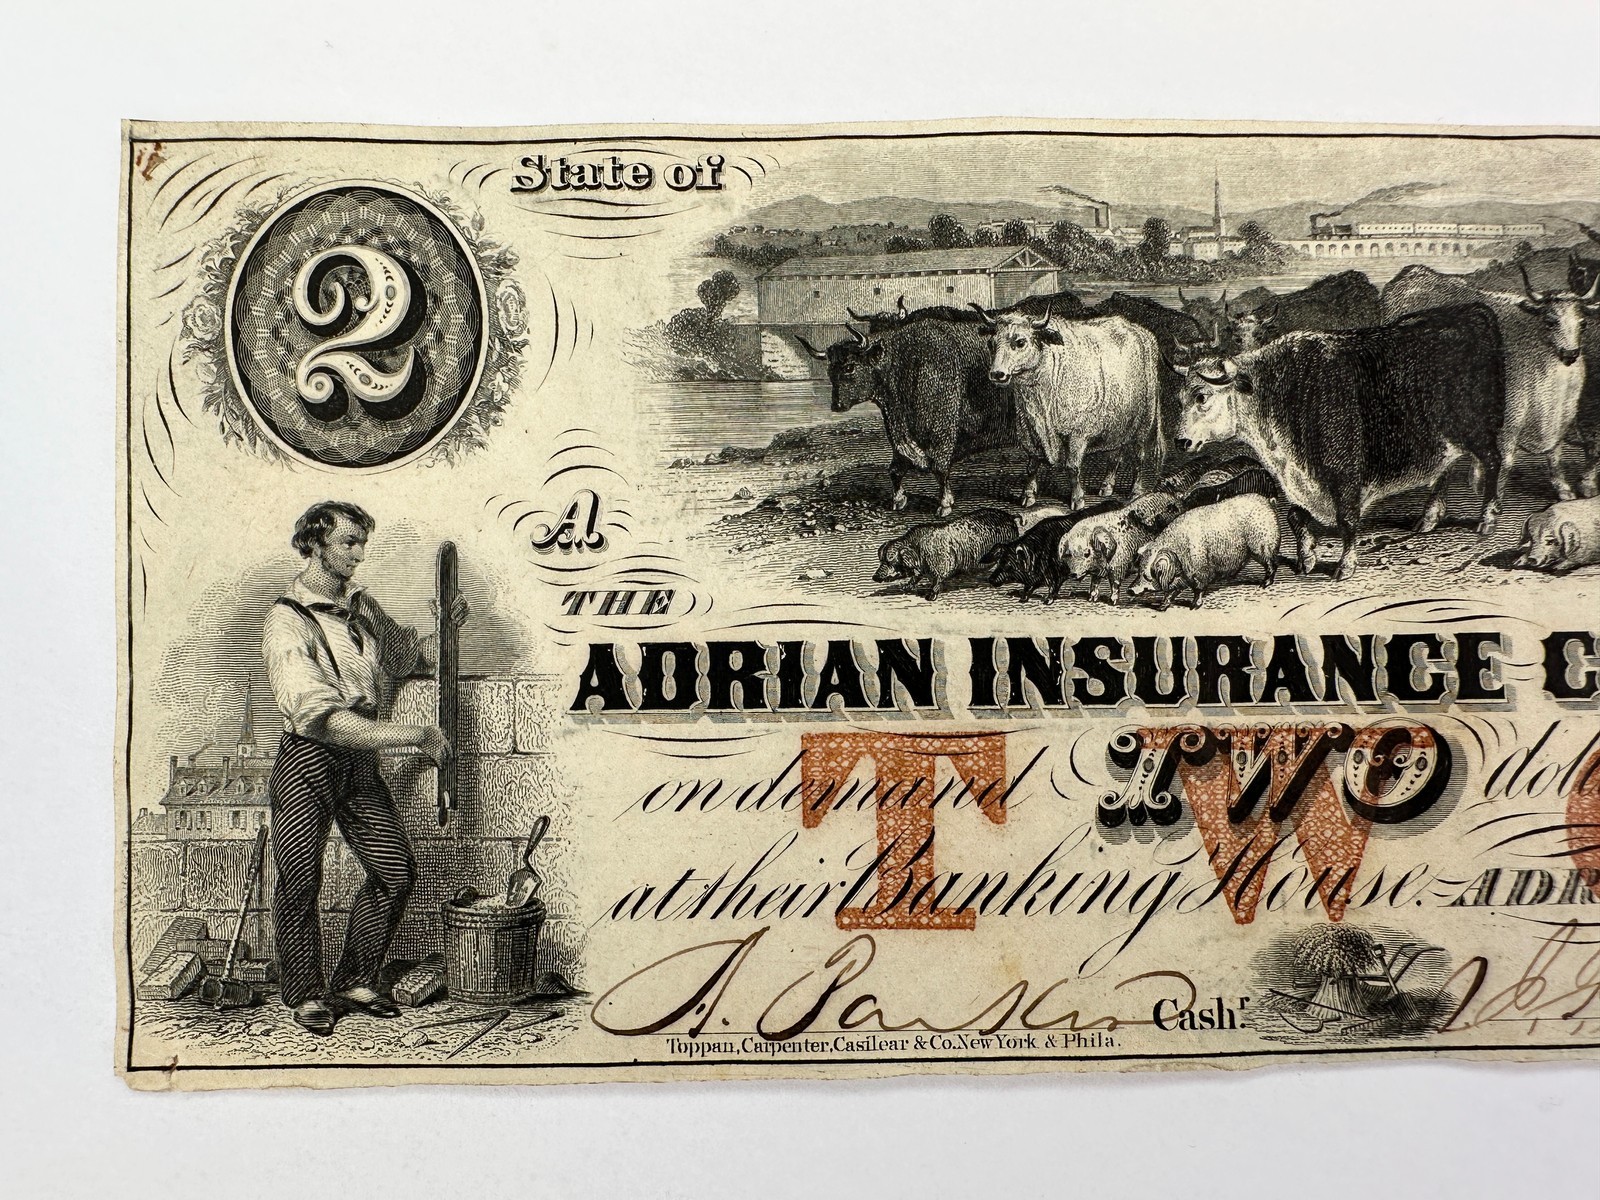 State of
2
A
THE
ADRIAN INSURANCE C
on demand TWO doll
T W
at their Banking House. ADR
Cash.r
Toppan, Carpenter, Casilear & Co. New York & Phila.